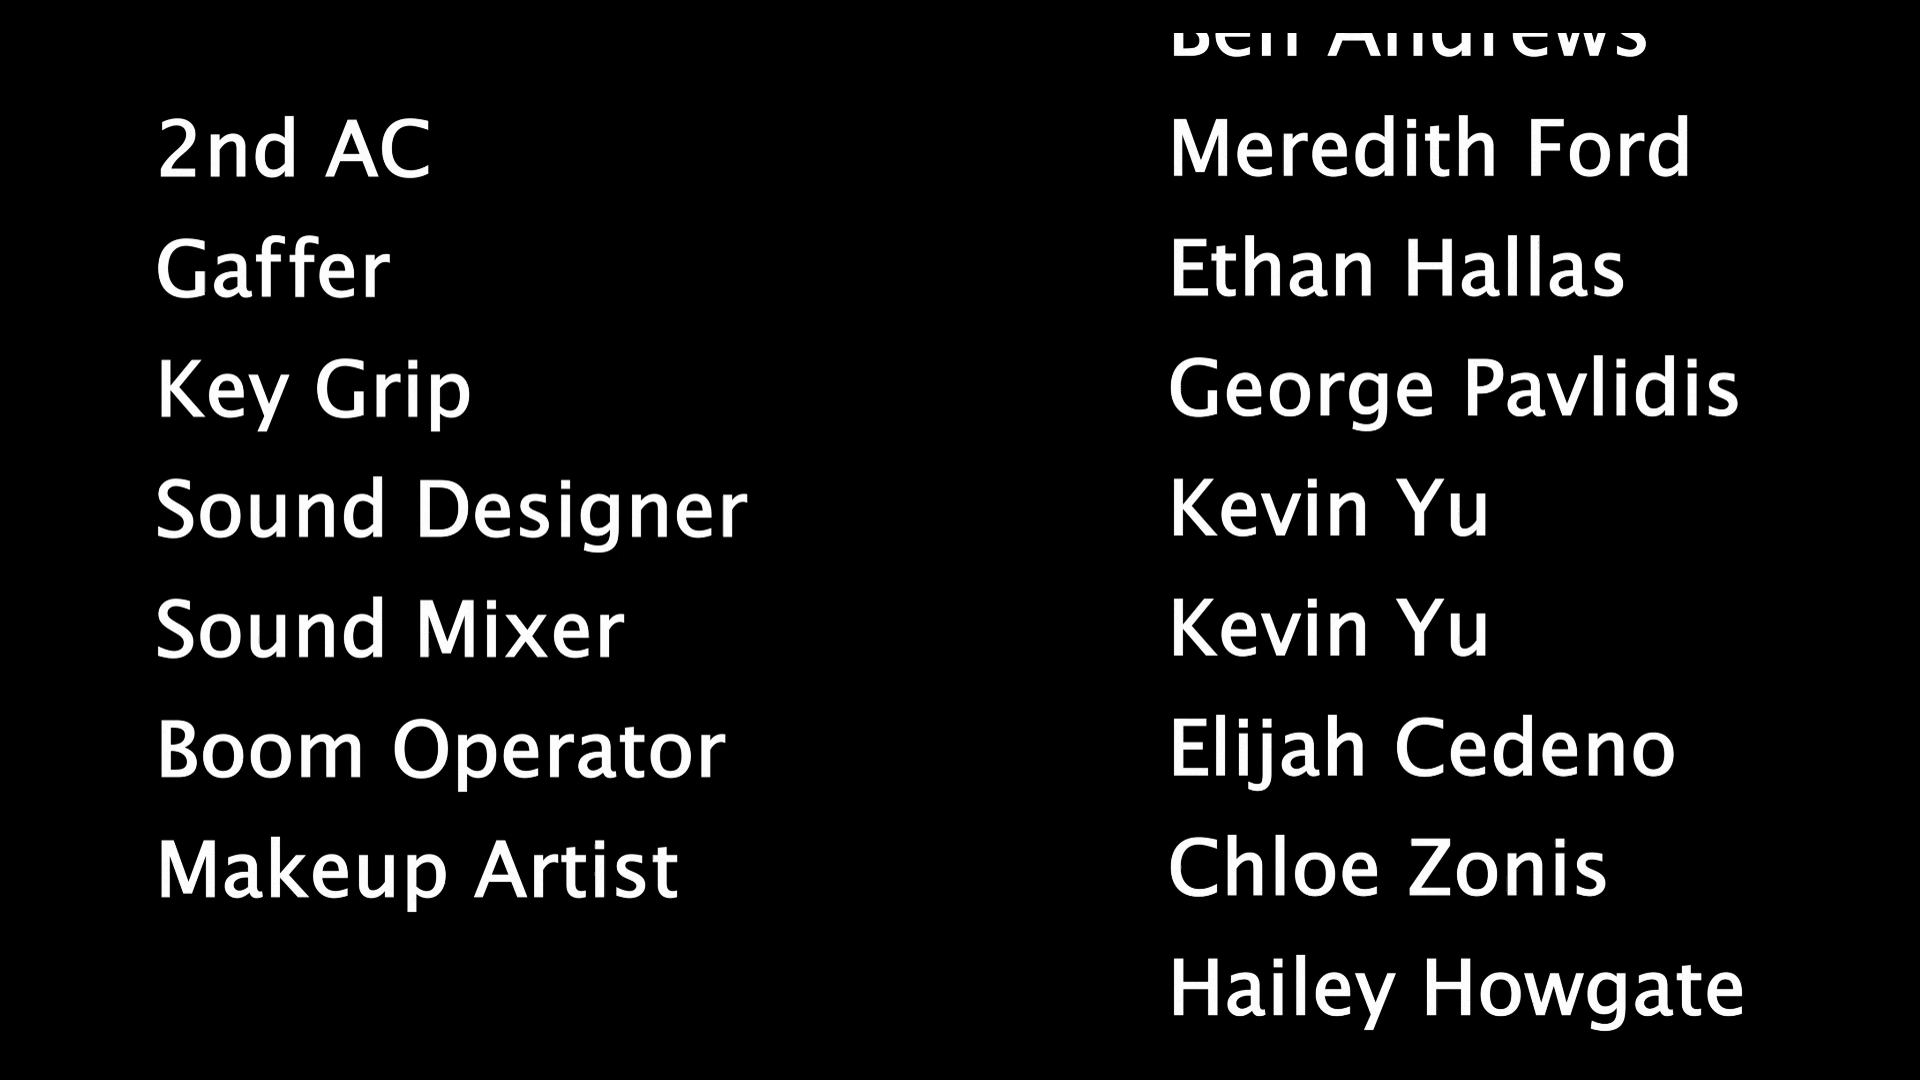 Ben Andrews
2nd AC Meredith Ford
Gaffer Ethan Hallas
Key Grip George Pavlidis
Sound Designer Kevin Yu
Sound Mixer Kevin Yu
Boom Operator Elijah Cedeno
Makeup Artist Chloe Zonis
Hailey Howgate